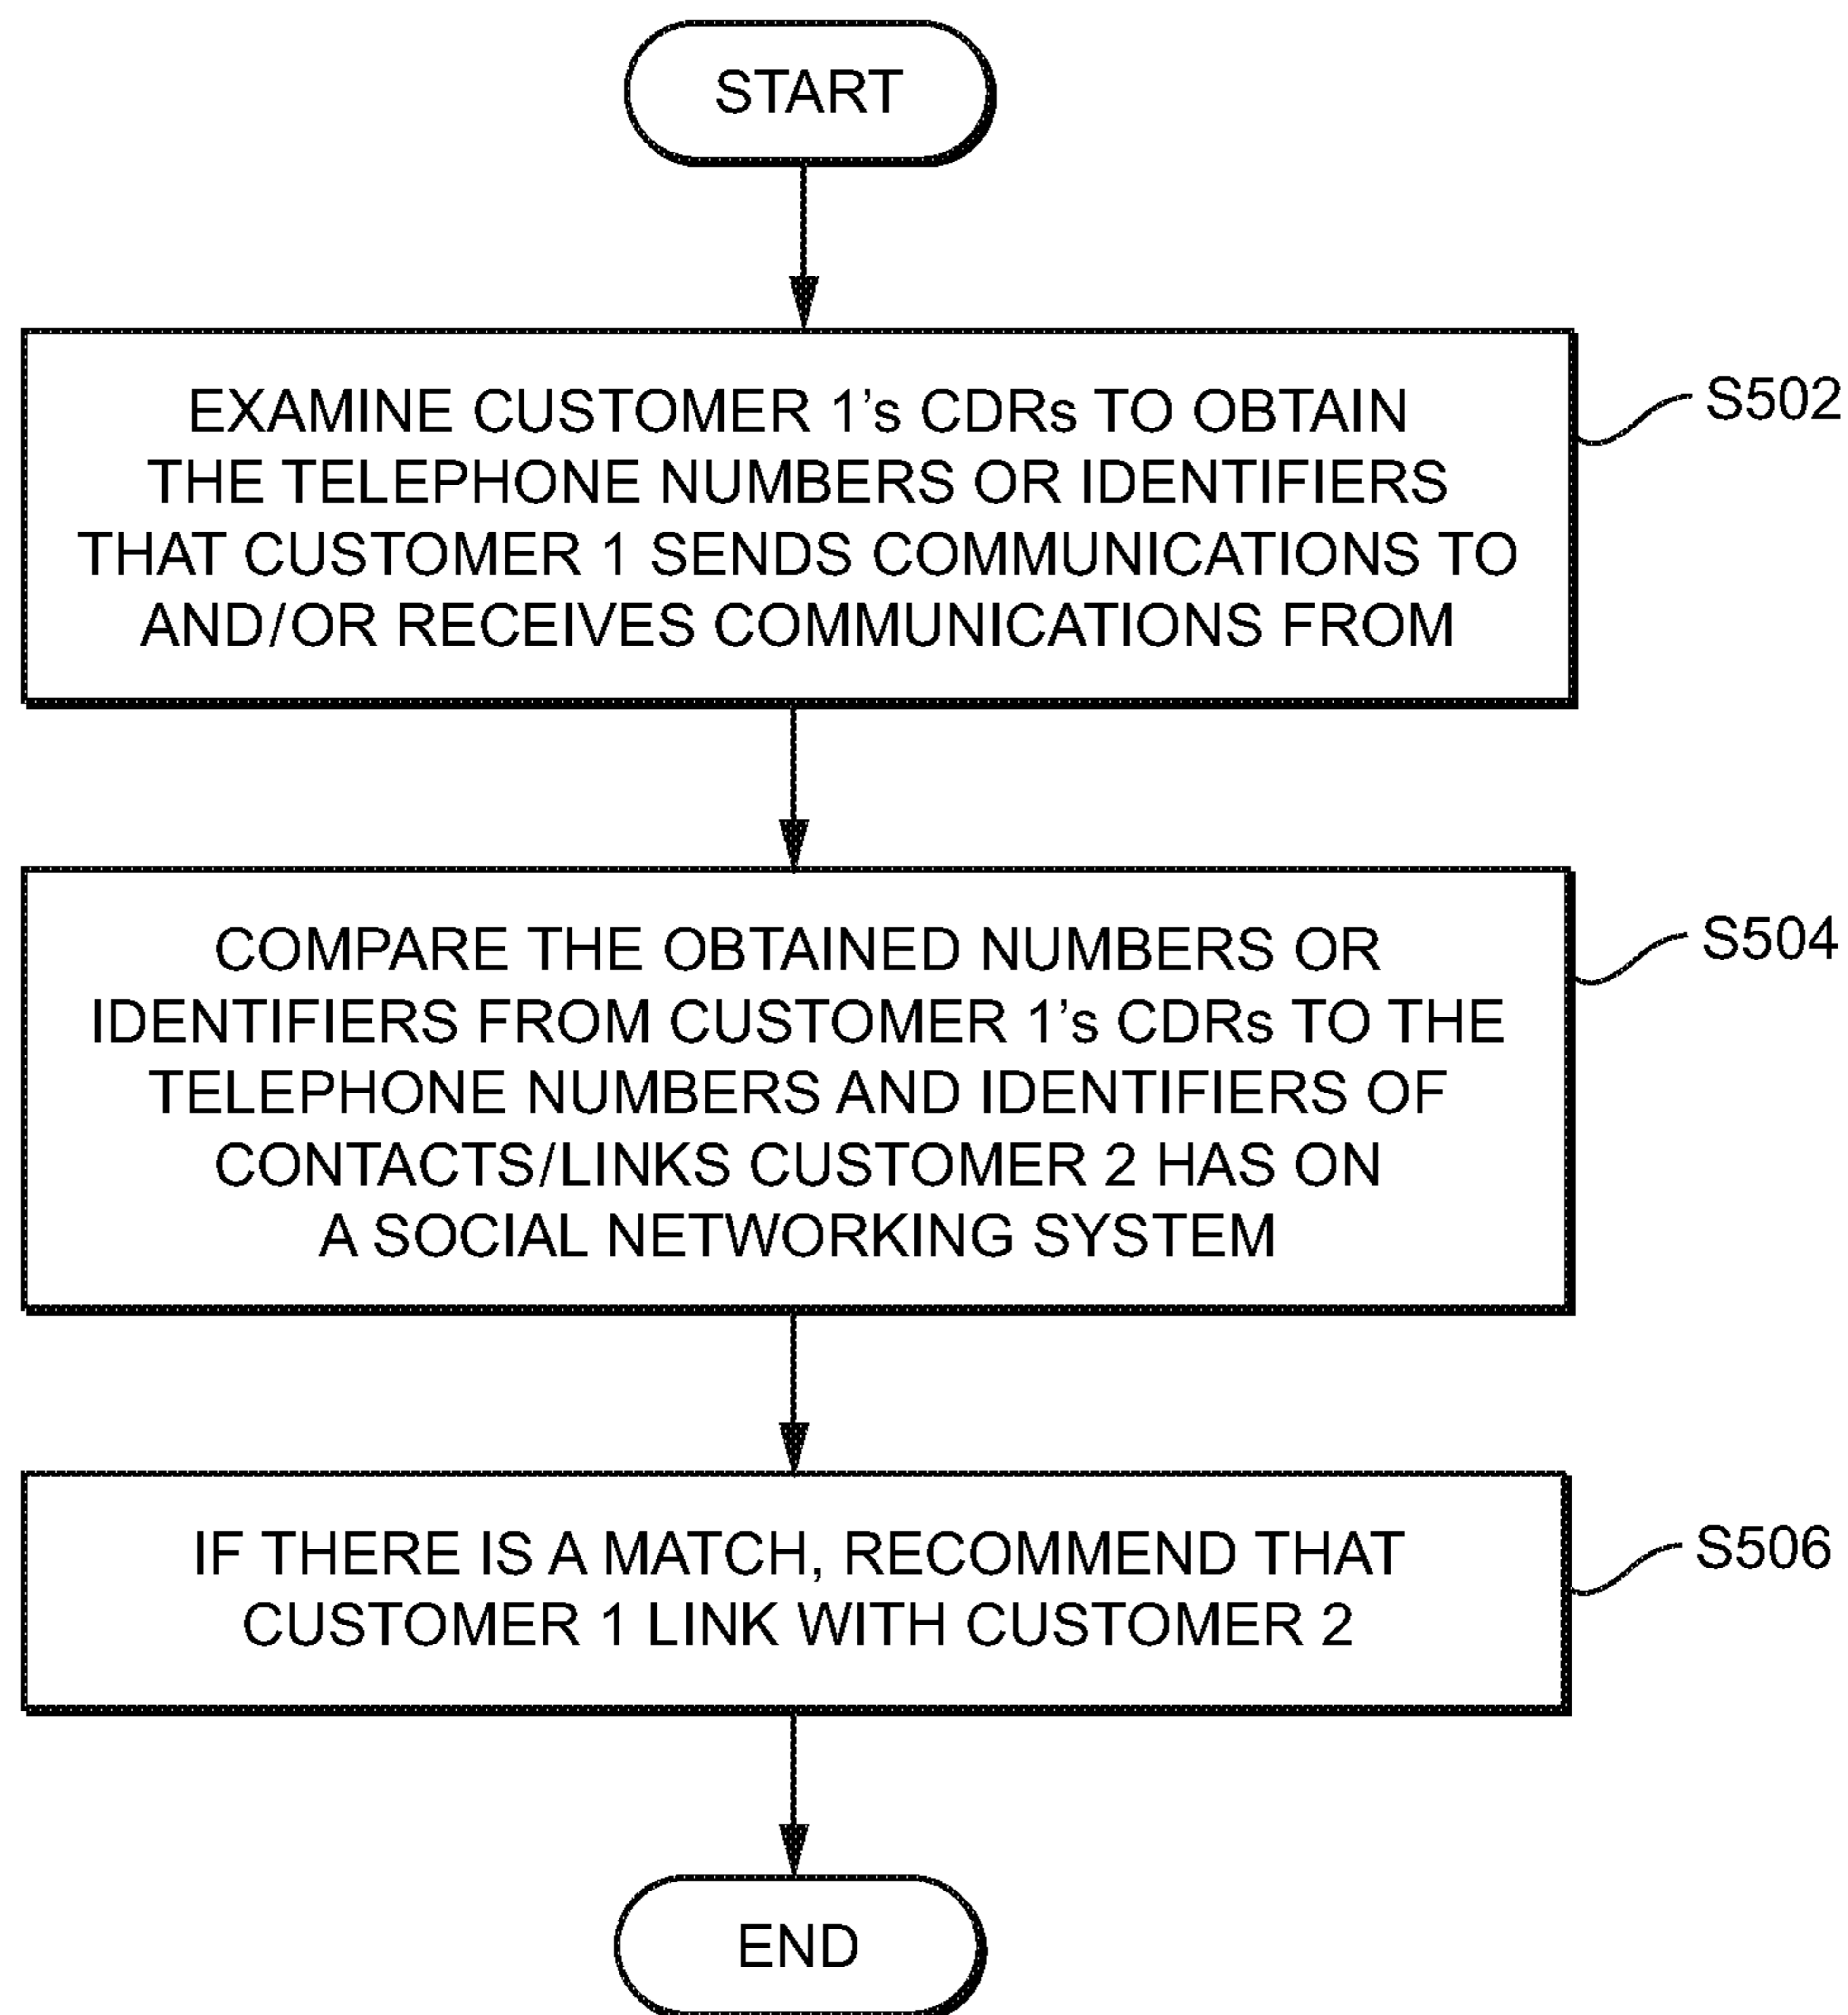 START
EXAMINE CUSTOMER 1's CDRs TO OBTAIN
THE TELEPHONE NUMBERS OR IDENTIFIERS
THAT CUSTOMER 1 SENDS COMMUNICATIONS TO
AND/OR RECEIVES COMMUNICATIONS FROM
S502
COMPARE THE OBTAINED NUMBERS OR
IDENTIFIERS FROM CUSTOMER 1's CDRs TO THE
TELEPHONE NUMBERS AND IDENTIFIERS OF
CONTACTS/LINKS CUSTOMER 2 HAS ON
A SOCIAL NETWORKING SYSTEM
S504
IF THERE IS A MATCH, RECOMMEND THAT
CUSTOMER 1 LINK WITH CUSTOMER 2
S506
END